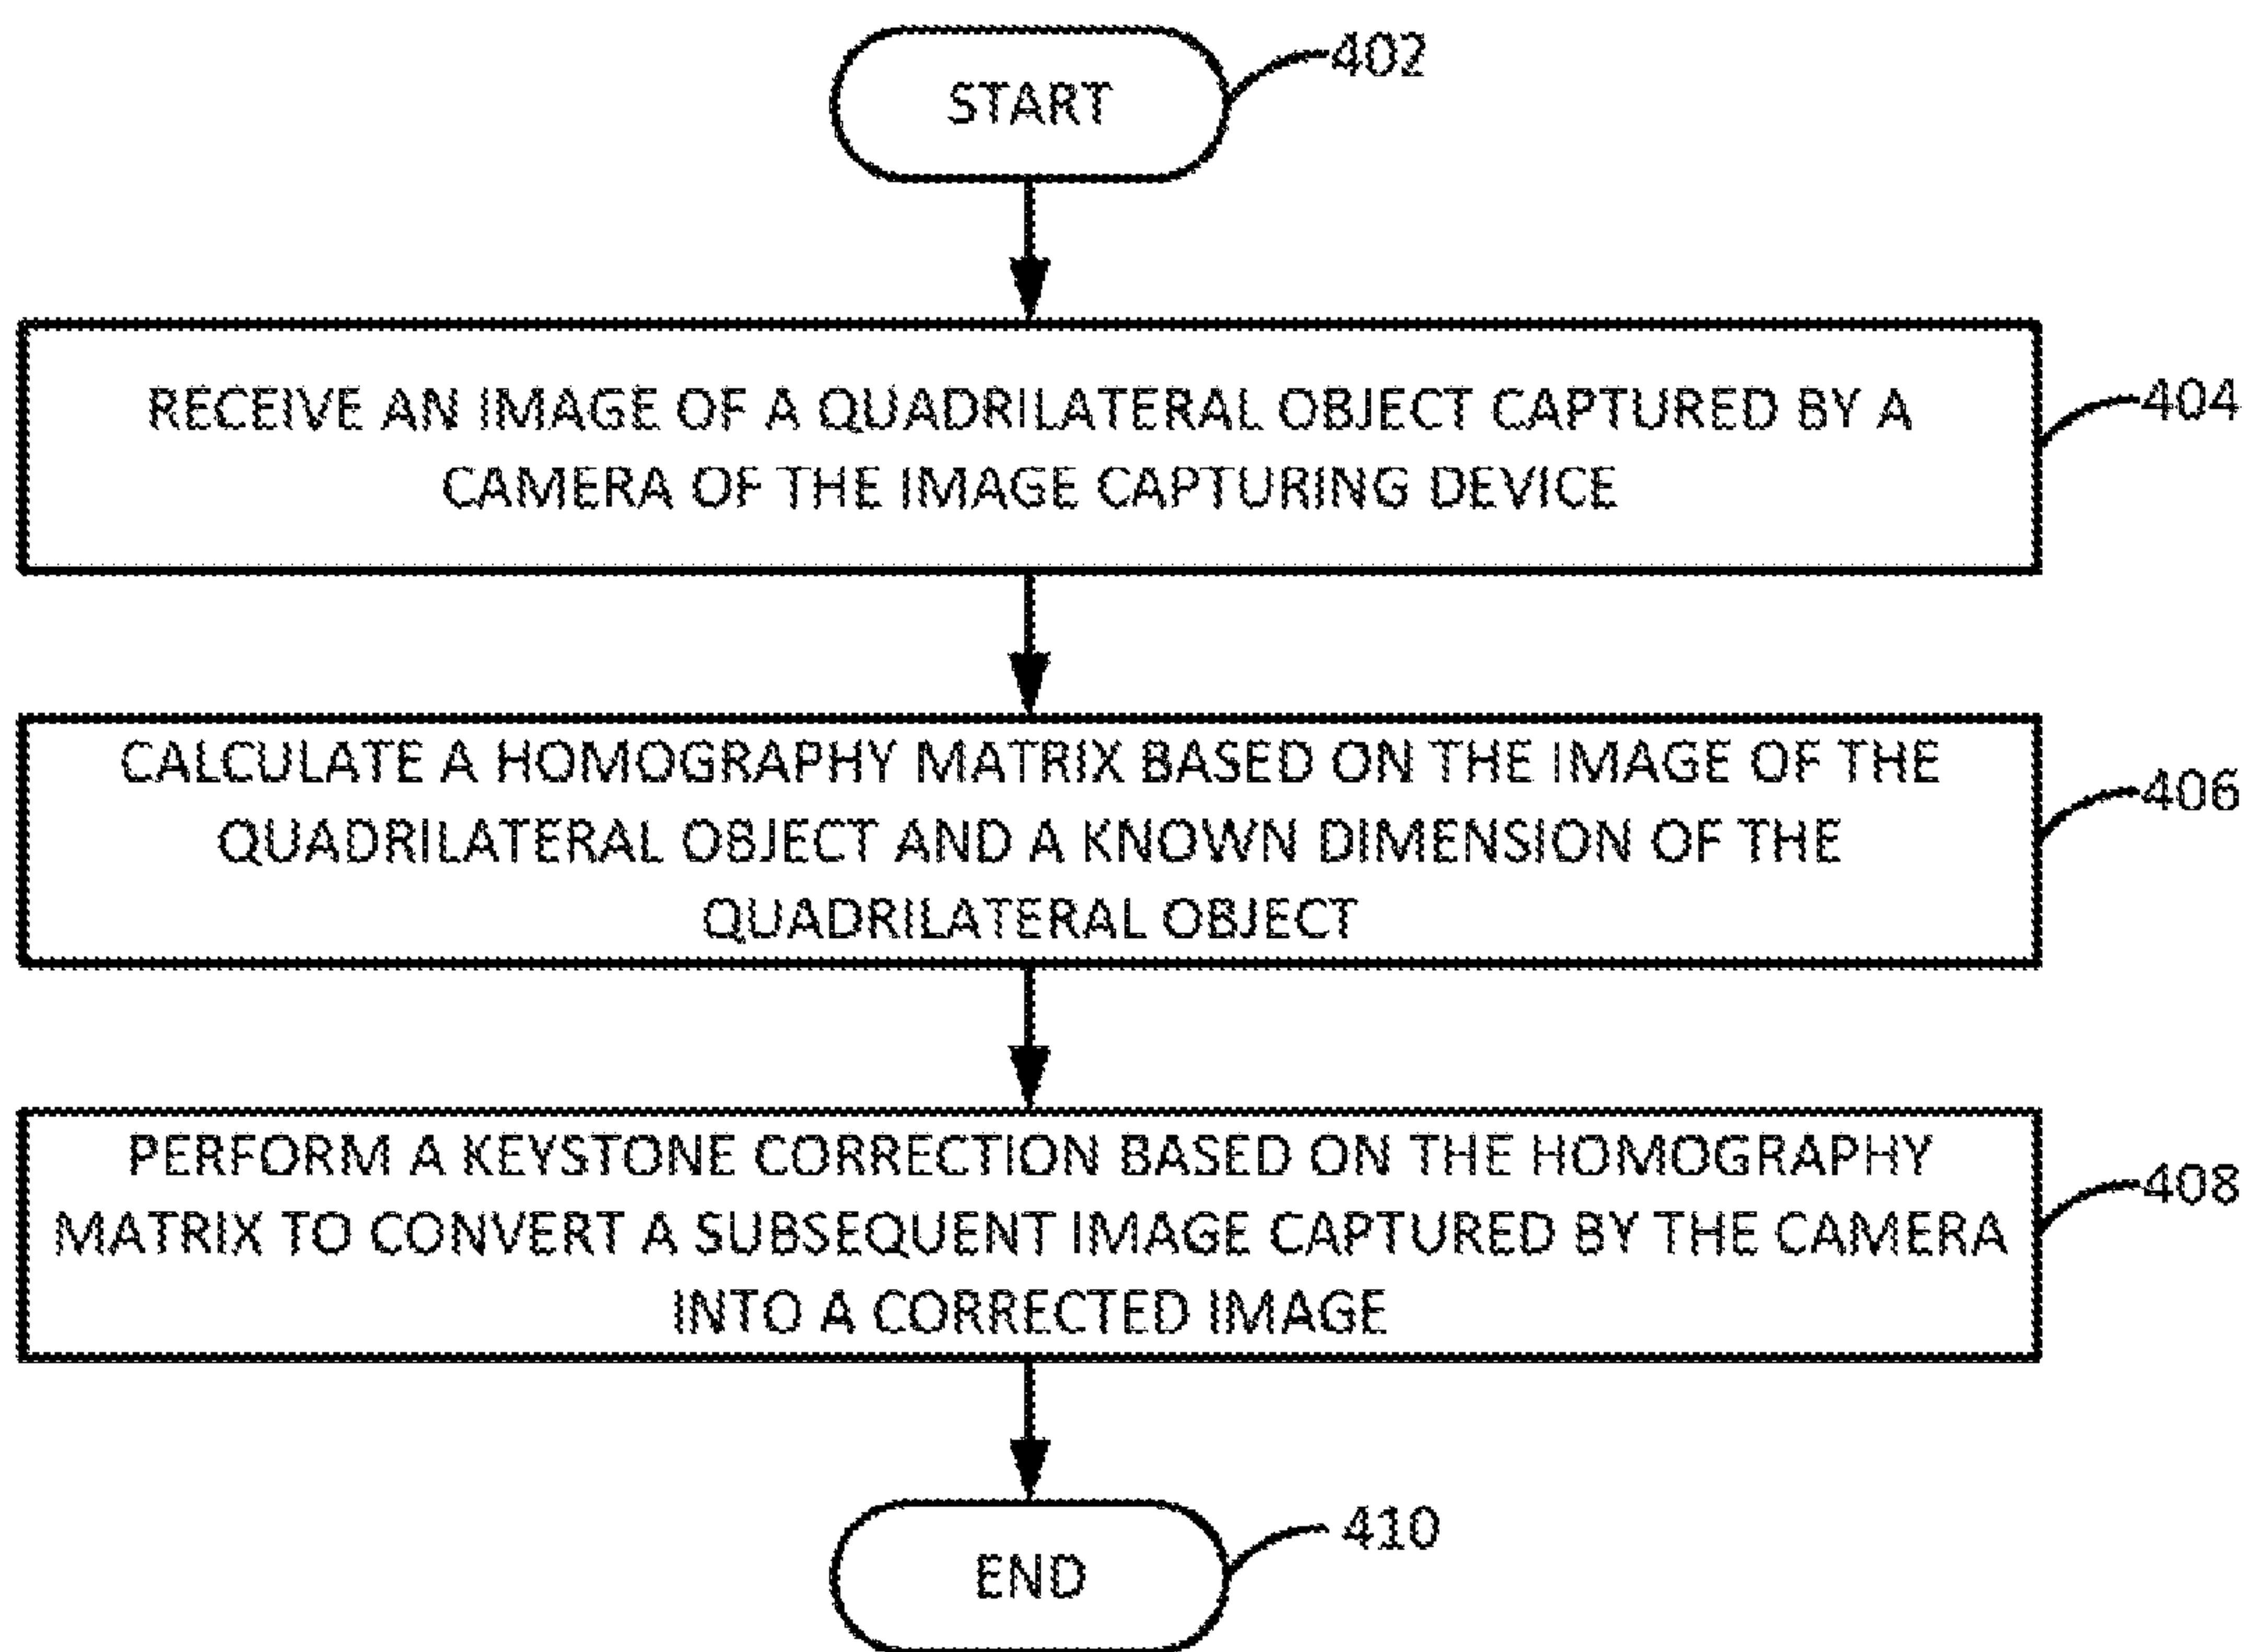 START
402
RECEIVE AN IMAGE OF A QUADRILATERAL OBJECT CAPTURED BY A
CAMERA OF THE IMAGE CAPTURING DEVICE
404
CALCULATE A HOMOGRAPHY MATRIX BASED ON THE IMAGE OF THE
QUADRILATERAL OBJECT AND A KNOWN DIMENSION OF THE
QUADRILATERAL OBJECT
406
PERFORM A KEYSTONE CORRECTION BASED ON THE HOMOGRAPHY
MATRIX TO CONVERT A SUBSEQUENT IMAGE CAPTURED BY THE CAMERA
INTO A CORRECTED IMAGE
408
END
410